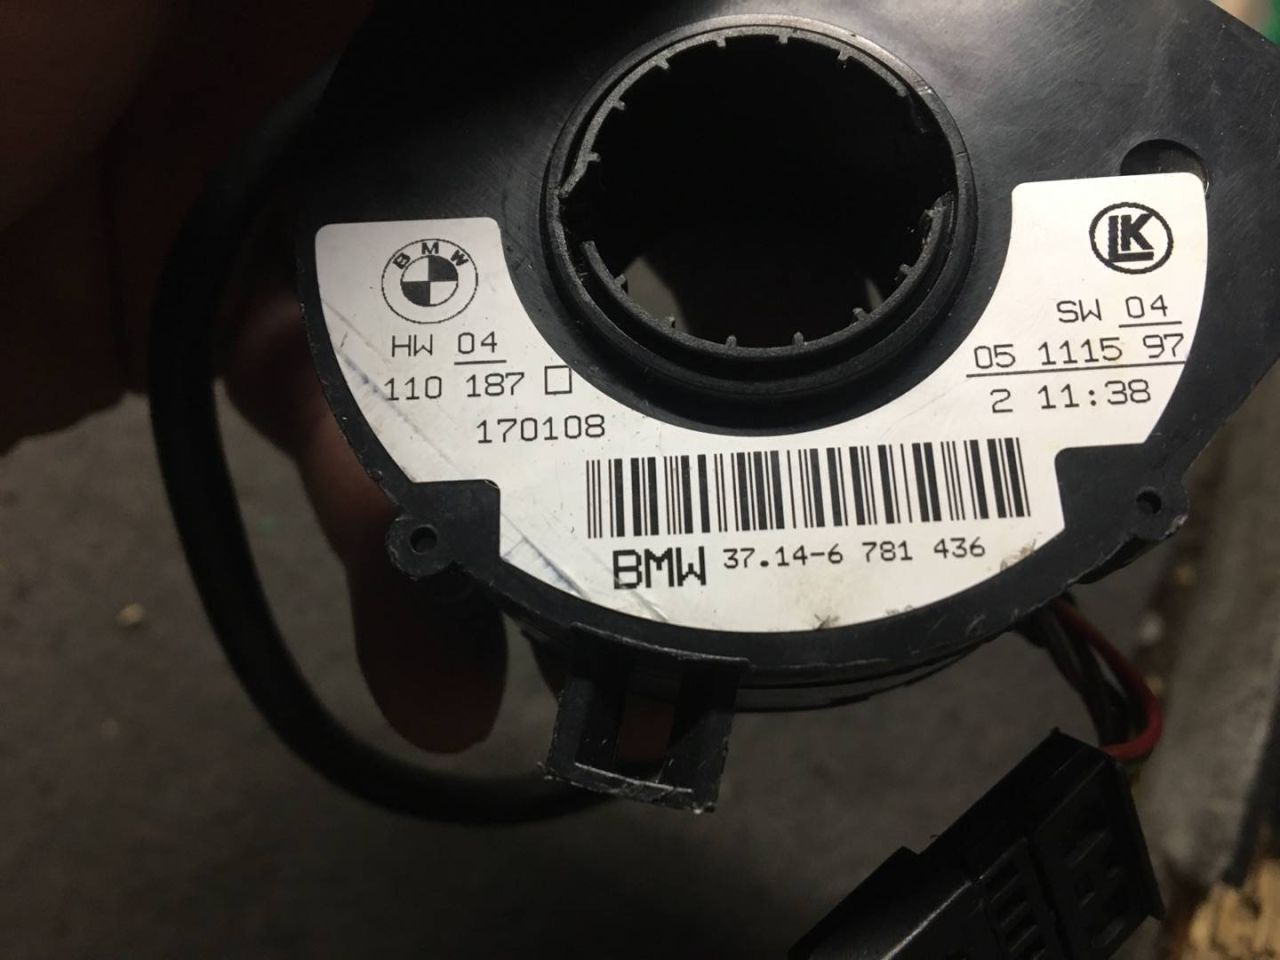 BMW
HW 04
110 187
170108
LK
SW 04
05 1115 97
2 11:38
BMW 37.14-6 781 436